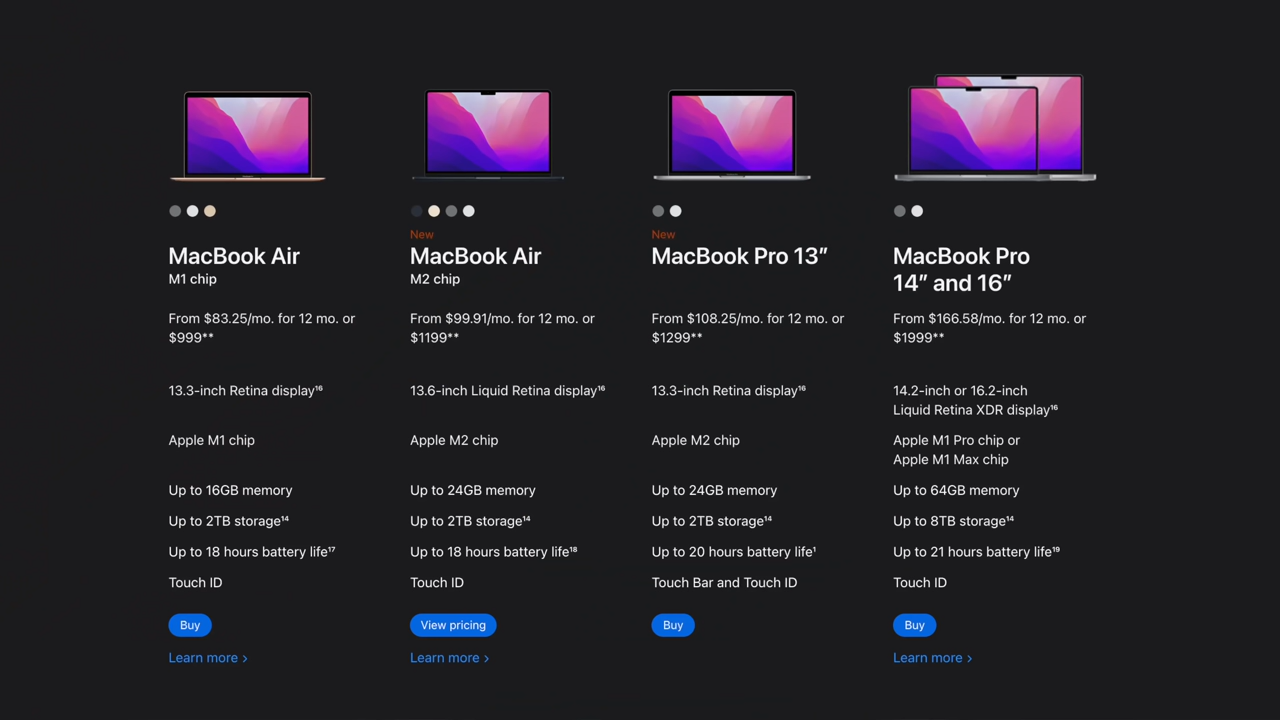 MacBook Air
M1 chip
From $83.25/mo. for 12 mo. or
$999**
13.3-inch Retina display¹⁶
Apple M1 chip
Up to 16GB memory
Up to 2TB storage¹⁴
Up to 18 hours battery life¹⁷
Touch ID
Buy
Learn more ›
New
MacBook Air
M2 chip
From $99.91/mo. for 12 mo. or
$1199**
13.6-inch Liquid Retina display¹⁶
Apple M2 chip
Up to 24GB memory
Up to 2TB storage¹⁴
Up to 18 hours battery life¹⁸
Touch ID
View pricing
Learn more ›
New
MacBook Pro 13”
From $108.25/mo. for 12 mo. or
$1299**
13.3-inch Retina display¹⁶
Apple M2 chip
Up to 24GB memory
Up to 2TB storage¹⁴
Up to 20 hours battery life¹
Touch Bar and Touch ID
Buy
MacBook Pro
14” and 16”
From $166.58/mo. for 12 mo. or
$1999**
14.2-inch or 16.2-inch
Liquid Retina XDR display¹⁶
Apple M1 Pro chip or
Apple M1 Max chip
Up to 64GB memory
Up to 8TB storage¹⁴
Up to 21 hours battery life¹⁹
Touch ID
Buy
Learn more ›